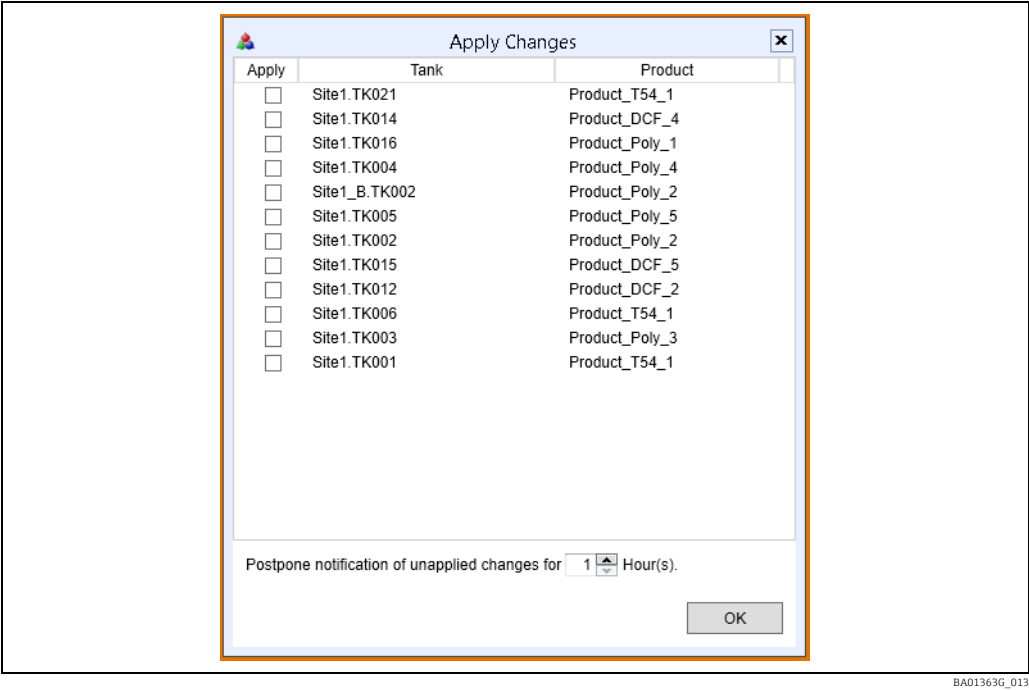 Apply Changes
Apply Tank Product
Site1.TK021 Product_T54_1
Site1.TK014 Product_DCF_4
Site1.TK016 Product_Poly_1
Site1.TK004 Product_Poly_4
Site1_B.TK002 Product_Poly_2
Site1.TK005 Product_Poly_5
Site1.TK002 Product_Poly_2
Site1.TK015 Product_DCF_5
Site1.TK012 Product_DCF_2
Site1.TK006 Product_T54_1
Site1.TK003 Product_Poly_3
Site1.TK001 Product_T54_1
Postpone notification of unapplied changes for 1 Hour(s).
OK
BA01363G_013